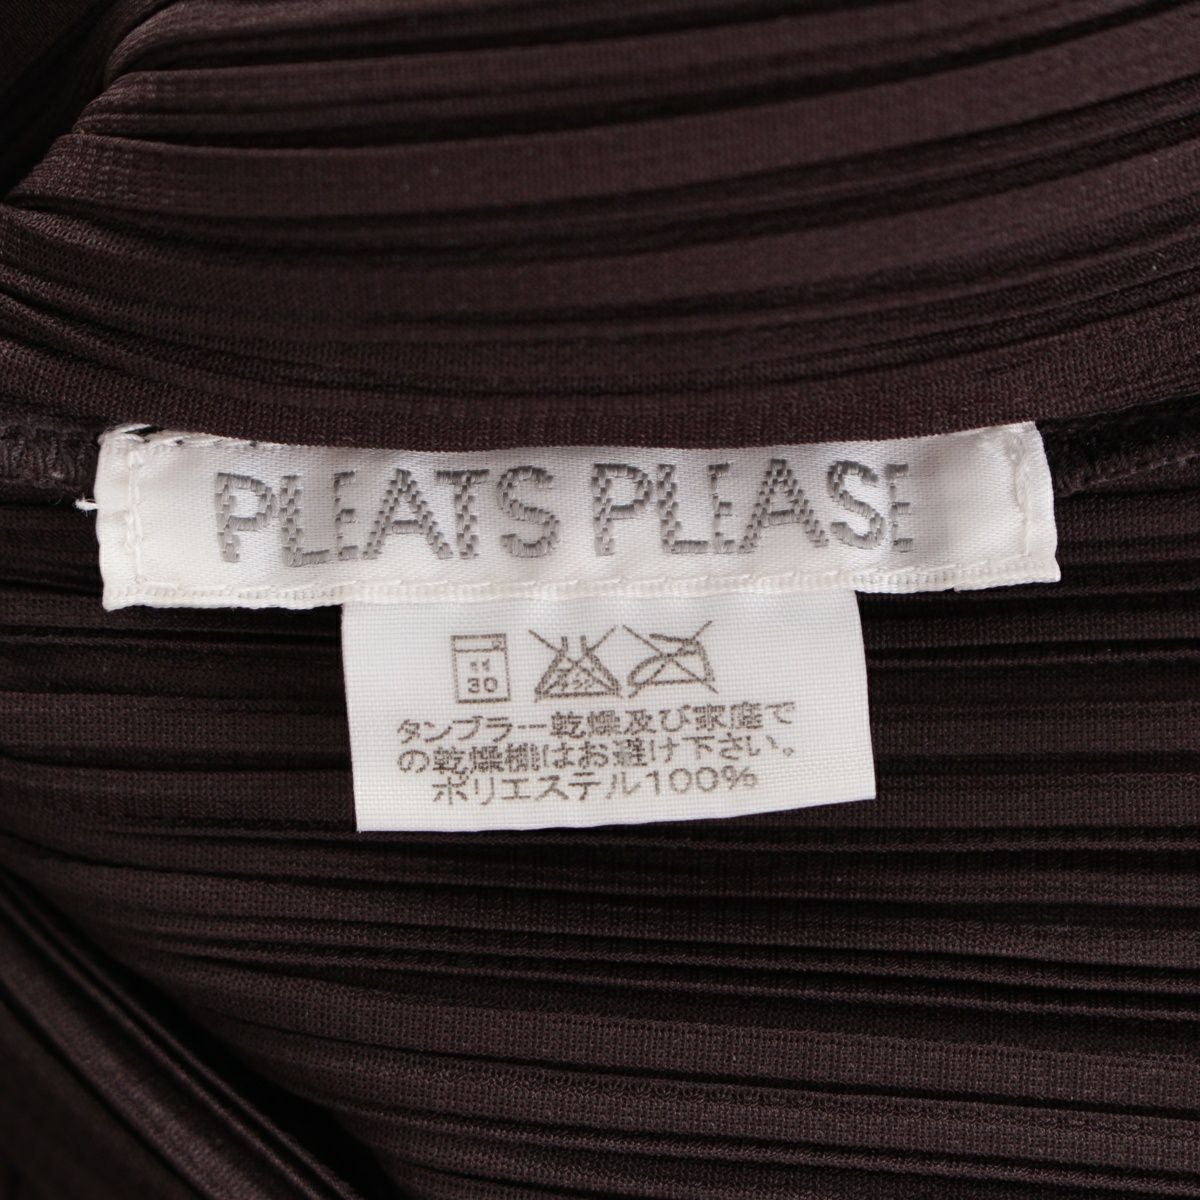 PLEATS PLEASE
30
タンブラー乾燥及び家庭で
の乾燥機はお避け下さい。
ポリエステル100%